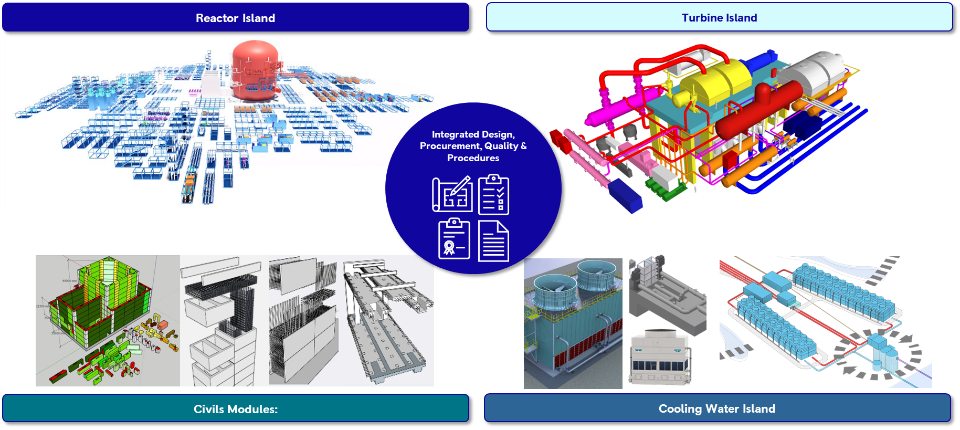 Reactor Island
Turbine Island
Integrated Design,
Procurement, Quality &
Procedures
Civils Modules:
Cooling Water Island